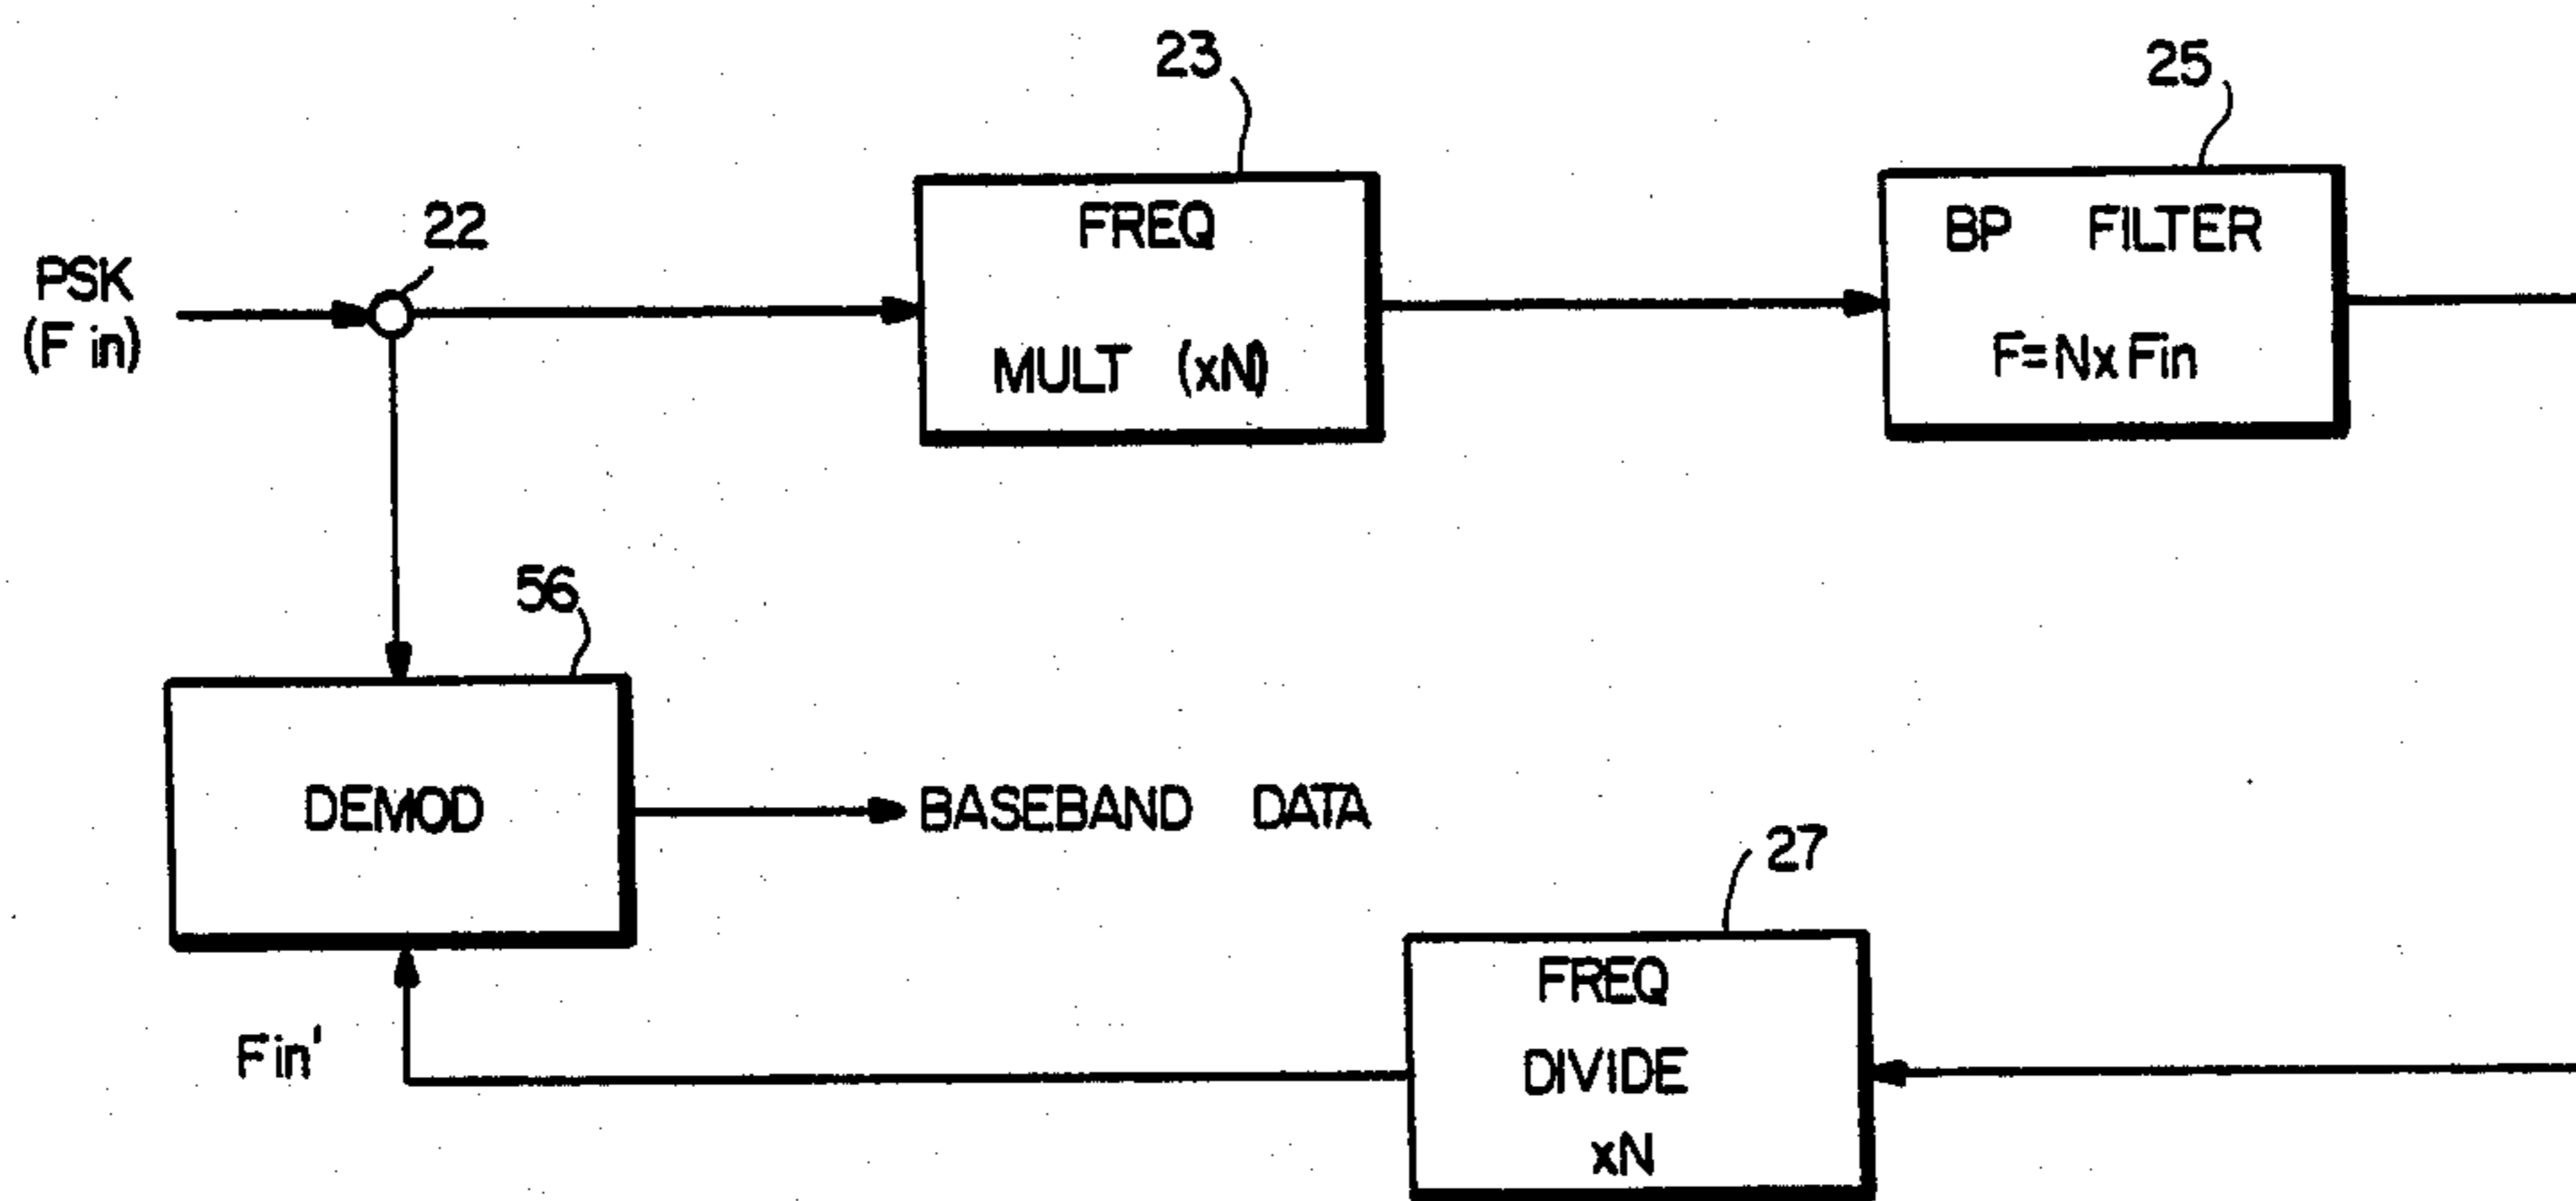 23
25
22
PSK
(F in)
FREQ
MULT (xN)
BP FILTER
F=NxFin
56
DEMOD
BASEBAND DATA
27
Fin'
FREQ
DIVIDE
xN